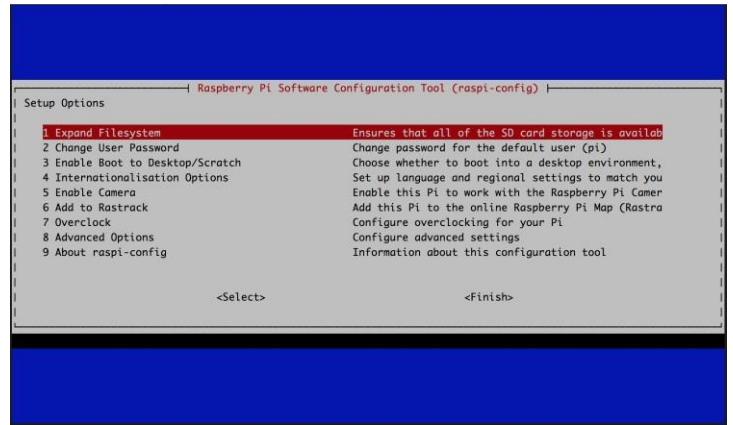 Raspberry Pi Software Configuration Tool (raspi-config)
Setup Options
1 Expand Filesystem Ensures that all of the SD card storage is availab
2 Change User Password Change password for the default user (pi)
3 Enable Boot to Desktop/Scratch Choose whether to boot into a desktop environment,
4 Internationalisation Options Set up language and regional settings to match you
5 Enable Camera Enable this Pi to work with the Raspberry Pi Camer
6 Add to Rastrack Add this Pi to the online Raspberry Pi Map (Rastra
7 Overclock Configure overclocking for your Pi
8 Advanced Options Configure advanced settings
9 About raspi-config Information about this configuration tool
<Select> <Finish>